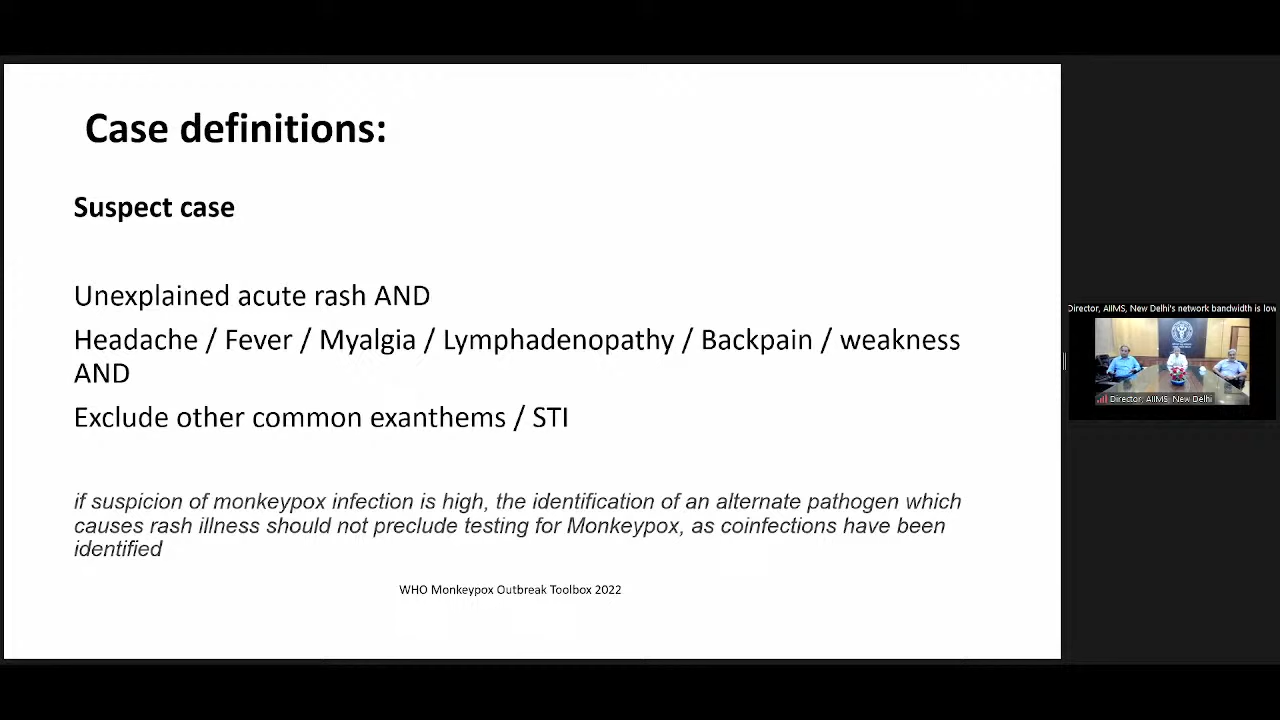 Case definitions:
Suspect case
Unexplained acute rash AND
Headache / Fever / Myalgia / Lymphadenopathy / Backpain / weakness
AND
Exclude other common exanthems / STI
if suspicion of monkeypox infection is high, the identification of an alternate pathogen which
causes rash illness should not preclude testing for Monkeypox, as coinfections have been
identified
WHO Monkeypox Outbreak Toolbox 2022
Director, AIIMS, New Delhi's network bandwidth is low
Director, AIIMS, New Delhi